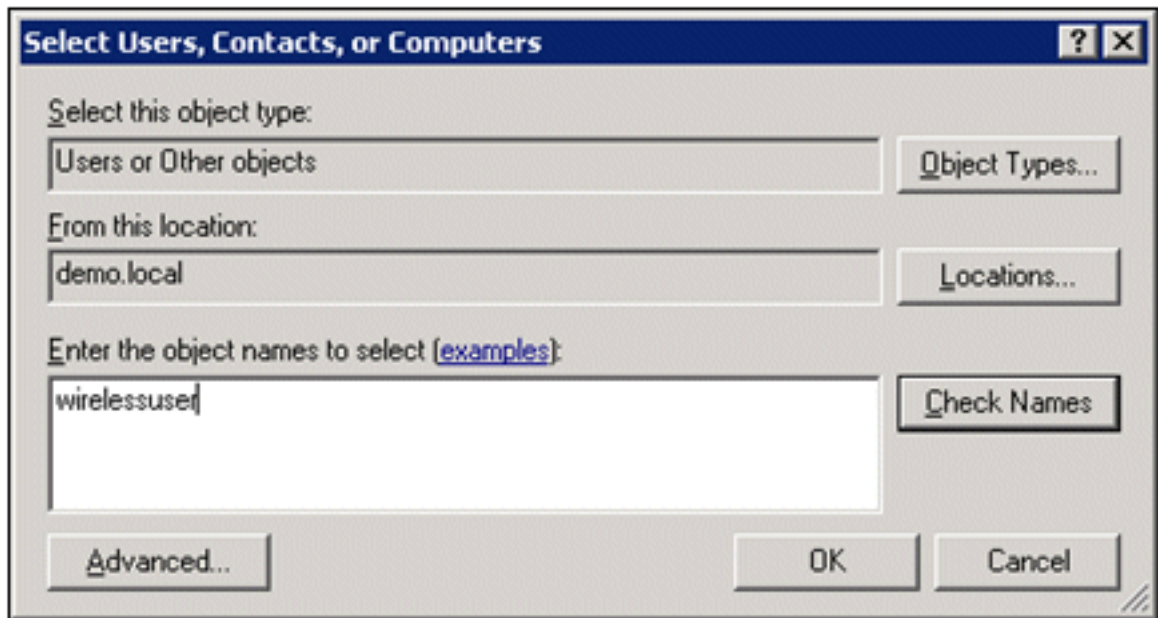 Select Users, Contacts, or Computers
Select this object type:
Users or Other objects
Object Types...
From this location:
demo.local
Locations...
Enter the object names to select (examples):
wirelessuser
Check Names
Advanced...
OK
Cancel